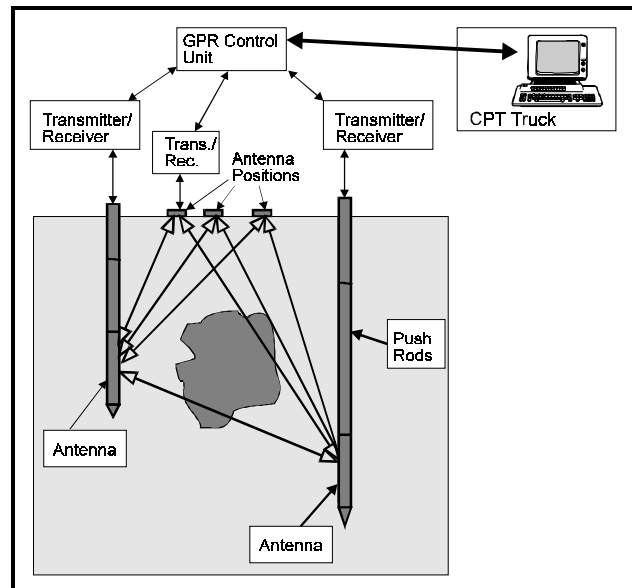 GPR Control
Unit
CPT Truck
Transmitter/
Receiver
Trans./
Rec.
Antenna
Positions
Transmitter/
Receiver
Push
Rods
Antenna
Antenna